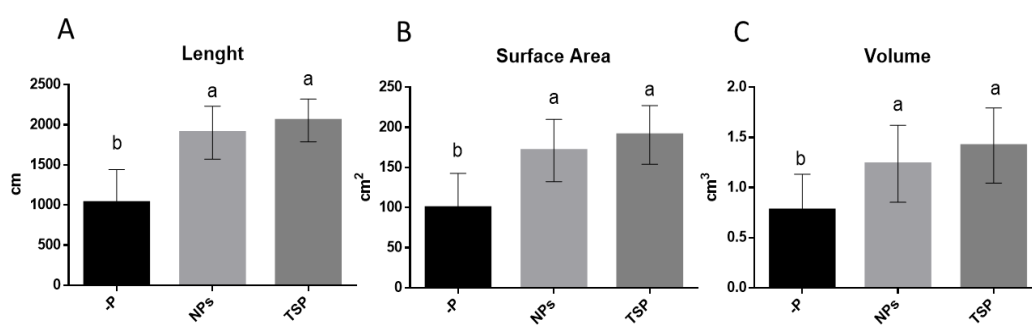 A
Lenght
2500
2000
1500
1000
500
0
cm
b
a
a
-P
NPs
TSP
B
Surface Area
250
200
150
100
50
0
cm²
b
a
a
-P
NPs
TSP
C
Volume
2.0
1.5
1.0
0.5
0.0
cm³
b
a
a
-P
NPs
TSP